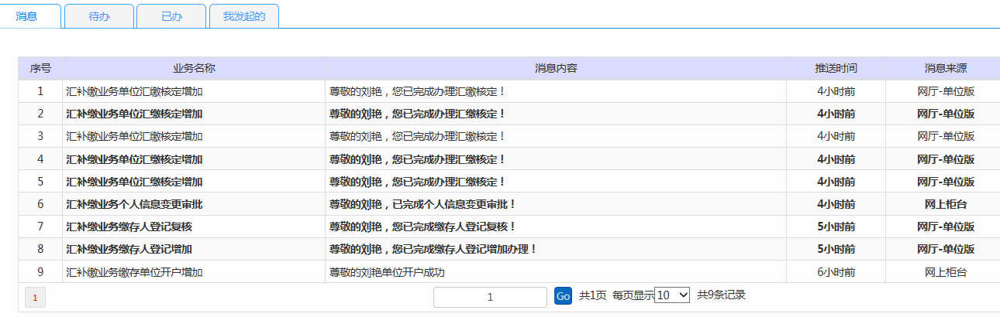 消息 待办 已办 我发起的
序号 业务名称 消息内容 推送时间 消息来源
1 汇补缴业务单位汇缴核定增加 尊敬的刘艳，您已完成办理汇缴核定！ 4小时前 网厅-单位版
2 汇补缴业务单位汇缴核定增加 尊敬的刘艳，您已完成办理汇缴核定！ 4小时前 网厅-单位版
3 汇补缴业务单位汇缴核定增加 尊敬的刘艳，您已完成办理汇缴核定！ 4小时前 网厅-单位版
4 汇补缴业务单位汇缴核定增加 尊敬的刘艳，您已完成办理汇缴核定！ 4小时前 网厅-单位版
5 汇补缴业务单位汇缴核定增加 尊敬的刘艳，您已完成办理汇缴核定！ 4小时前 网厅-单位版
6 汇补缴业务个人信息变更审批 尊敬的刘艳，已完成个人信息变更审批！ 4小时前 网上柜台
7 汇补缴业务缴存人登记复核 尊敬的刘艳，您已完成缴存人登记复核！ 5小时前 网厅-单位版
8 汇补缴业务缴存人登记增加 尊敬的刘艳，您已完成缴存人登记增加办理！ 5小时前 网厅-单位版
9 汇补缴业务缴存单位开户增加 尊敬的刘艳单位开户成功 6小时前 网上柜台
1 1 Go 共1页 每页显示 10 共9条记录